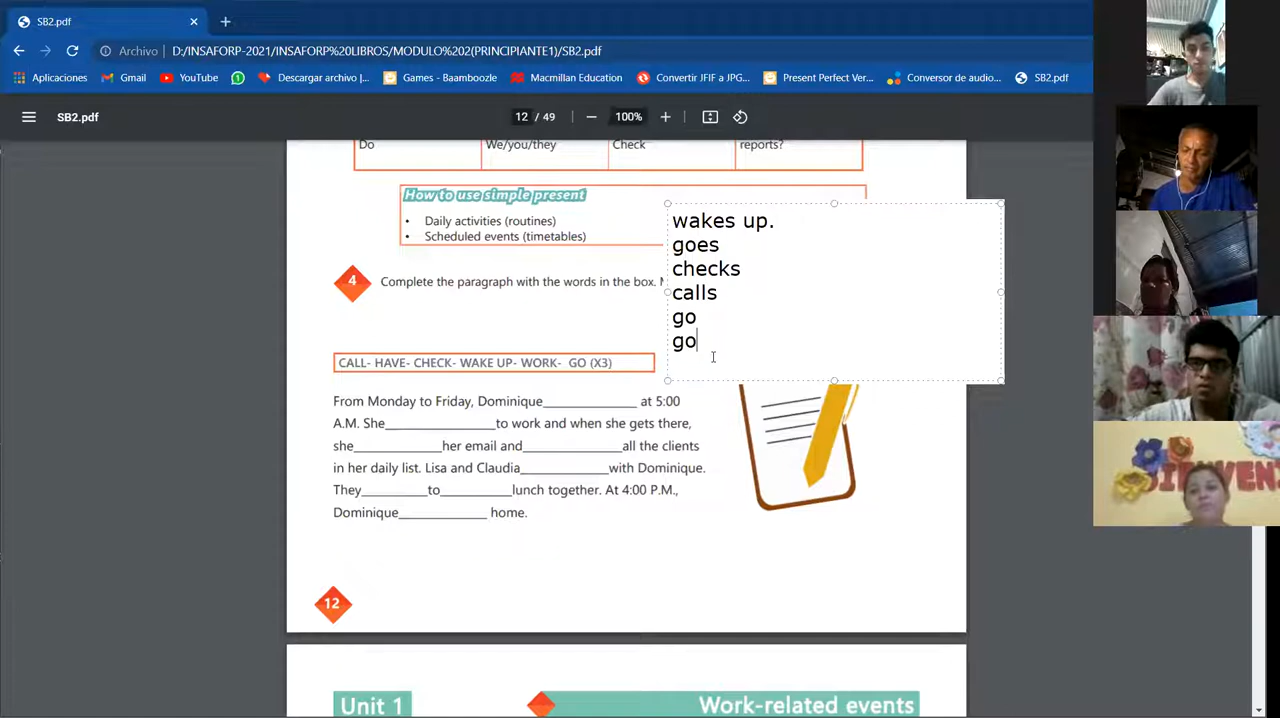 SB2.pdf
Archivo D:/INSAFORP-2021/INSAFORP%20LIBROS/MODULO%202(PRINCIPIANTE1)/SB2.pdf
Aplicaciones Gmail YouTube Descargar archivo |... Games - Baamboozle Macmillan Education Convertir JFIF a JPG... Present Perfect Ver... Conversor de audio... SB2.pdf
SB2.pdf 12 / 49 100%
Do We/you/they Check reports?
How to use simple present
• Daily activities (routines)
• Scheduled events (timetables)
wakes up.
goes
checks
calls
go
go
4 Complete the paragraph with the words in the box.
CALL- HAVE- CHECK- WAKE UP- WORK- GO (X3)
From Monday to Friday, Dominique______________ at 5:00
A.M. She________________to work and when she gets there,
she____________her email and______________all the clients
in her daily list. Lisa and Claudia____________with Dominique.
They_________to__________lunch together. At 4:00 P.M.,
Dominique____________ home.
12
Unit 1 Work-related events